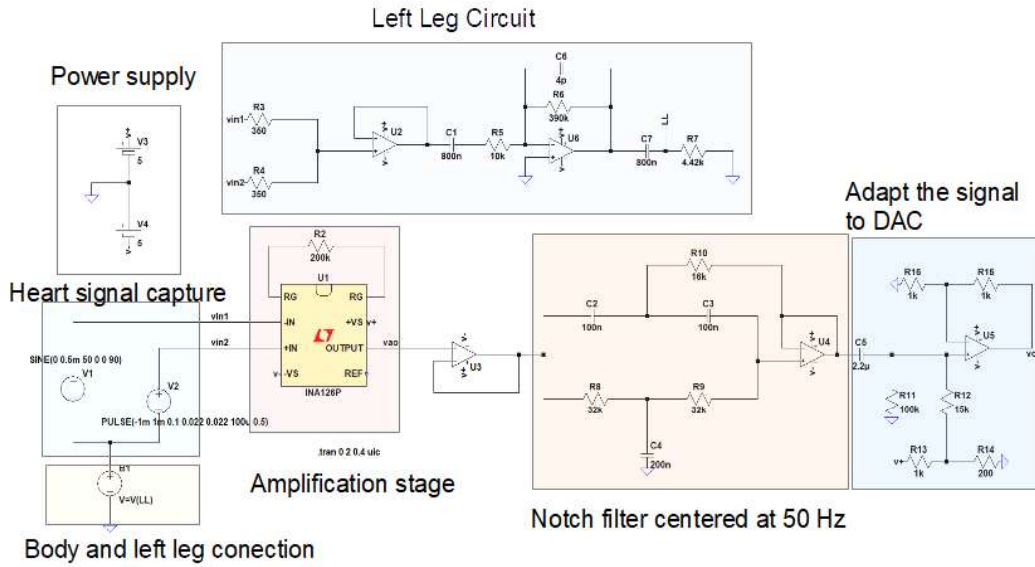 Left Leg Circuit
Power supply
V3
5
V4
5
v+
v-
vin1
R3
350
vin2
R4
350
U2
v+
v-
C1
800n
R5
10k
C6
4p
R6
390k
U6
v+
v-
C7
800n
LL
R7
4.42k
Adapt the signal
to DAC
Heart signal capture
SINE(0 0.5m 50 0 0 90)
V1
V2
PULSE(-1m 1m 0.1 0.022 0.022 100u 0.5)
vin1
vin2
R2
200k
U1
RG
RG
-IN
+VS
v+
+IN
OUTPUT
vao
v-
-VS
REF
INA126P
.tran 0 2 0.4 uic
Amplification stage
B1
V=V(LL)
Body and left leg conection
U3
v-
v+
R10
16k
C2
100n
C3
100n
R8
32k
R9
32k
C4
200n
U4
v+
v-
Notch filter centered at 50 Hz
C5
2.2µ
R16
1k
R15
1k
U5
v+
v-
R11
100k
R12
15k
v+
R13
1k
R14
200